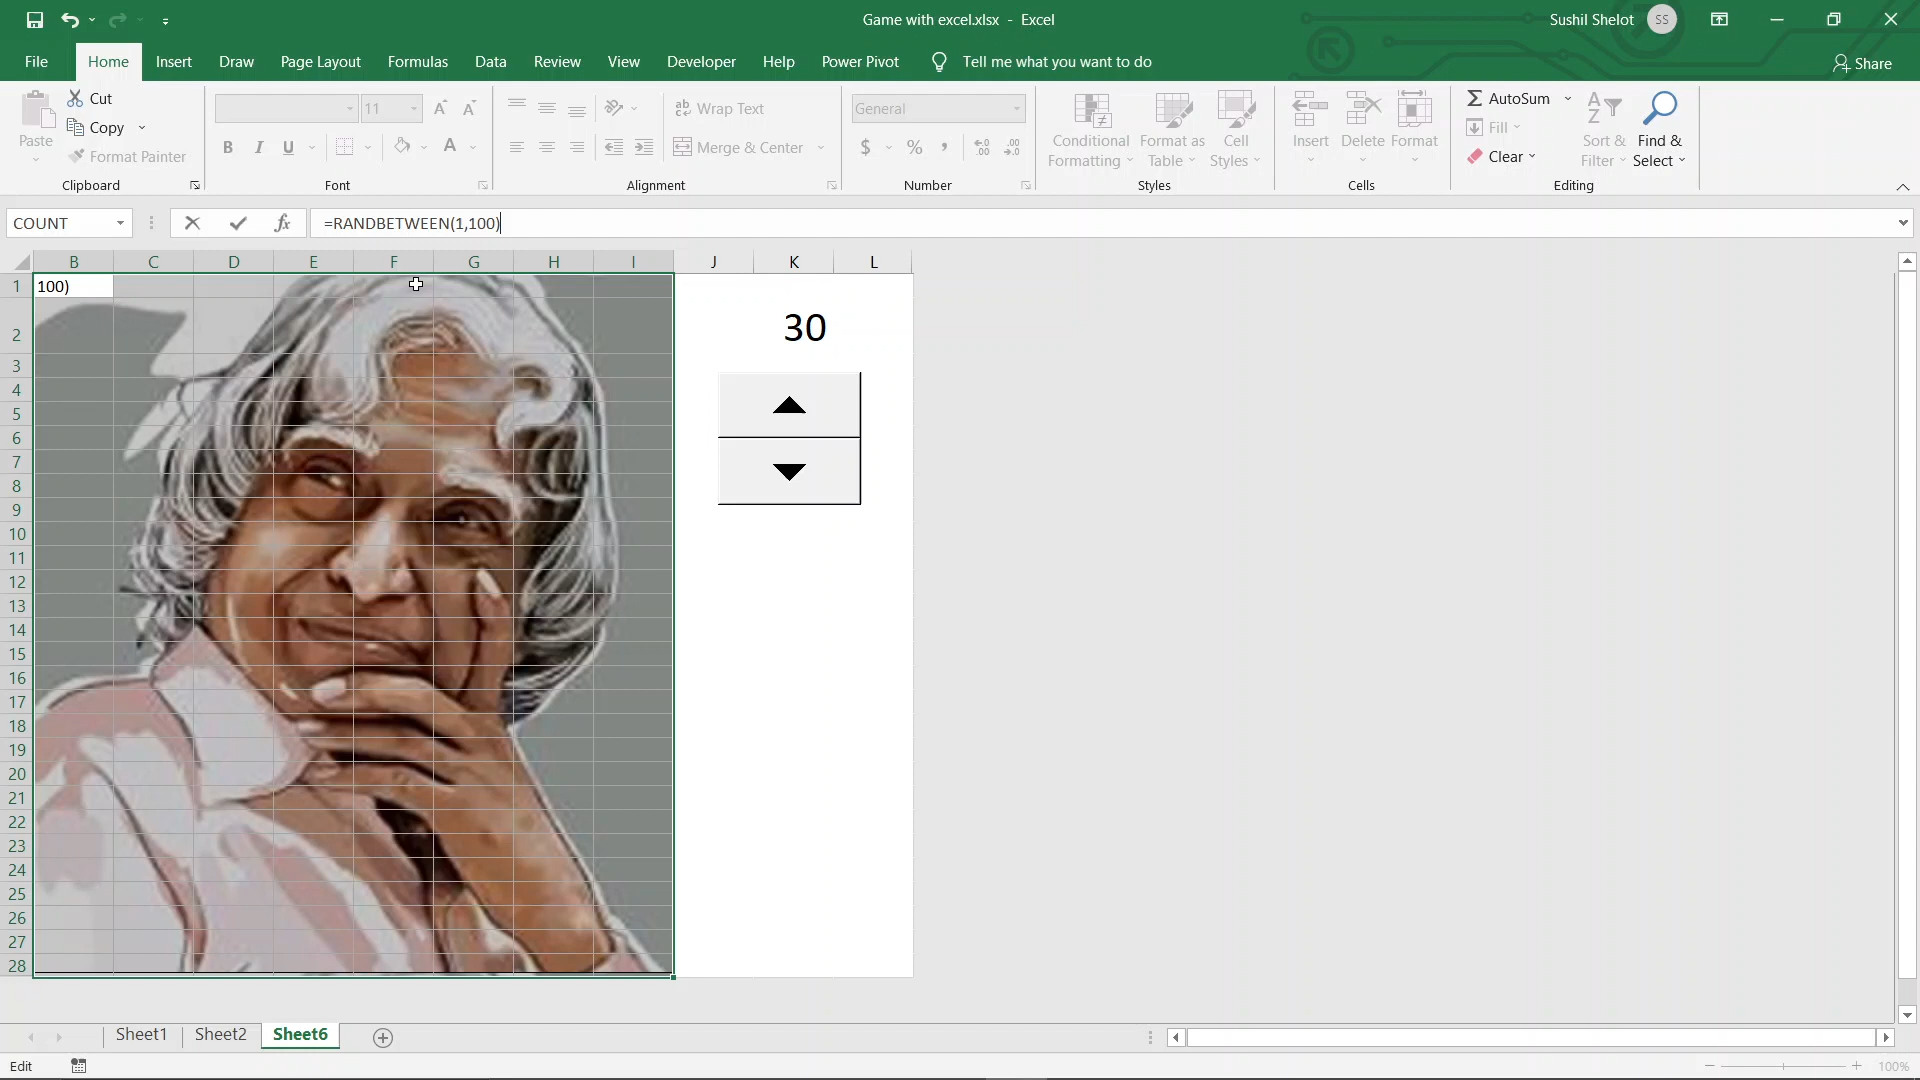 Game with excel.xlsx - Excel
Sushil Shelot SS
File Home Insert Draw Page Layout Formulas Data Review View Developer Help Power Pivot Tell me what you want to do Share
Paste
Cut
Copy
Format Painter
Clipboard
11
B I U
Font
Wrap Text
Merge & Center
Alignment
General
$ % ,
Number
Conditional Formatting
Format as Table
Cell Styles
Styles
Insert
Delete
Format
Cells
AutoSum
Fill
Clear
Sort & Filter
Find & Select
Editing
COUNT fx =RANDBETWEEN(1,100)
B C D E F G H I J K L
1 100)
2 30
3
4
5
6
7
8
9
10
11
12
13
14
15
16
17
18
19
20
21
22
23
24
25
26
27
28
Sheet1 Sheet2 Sheet6
Edit 100%